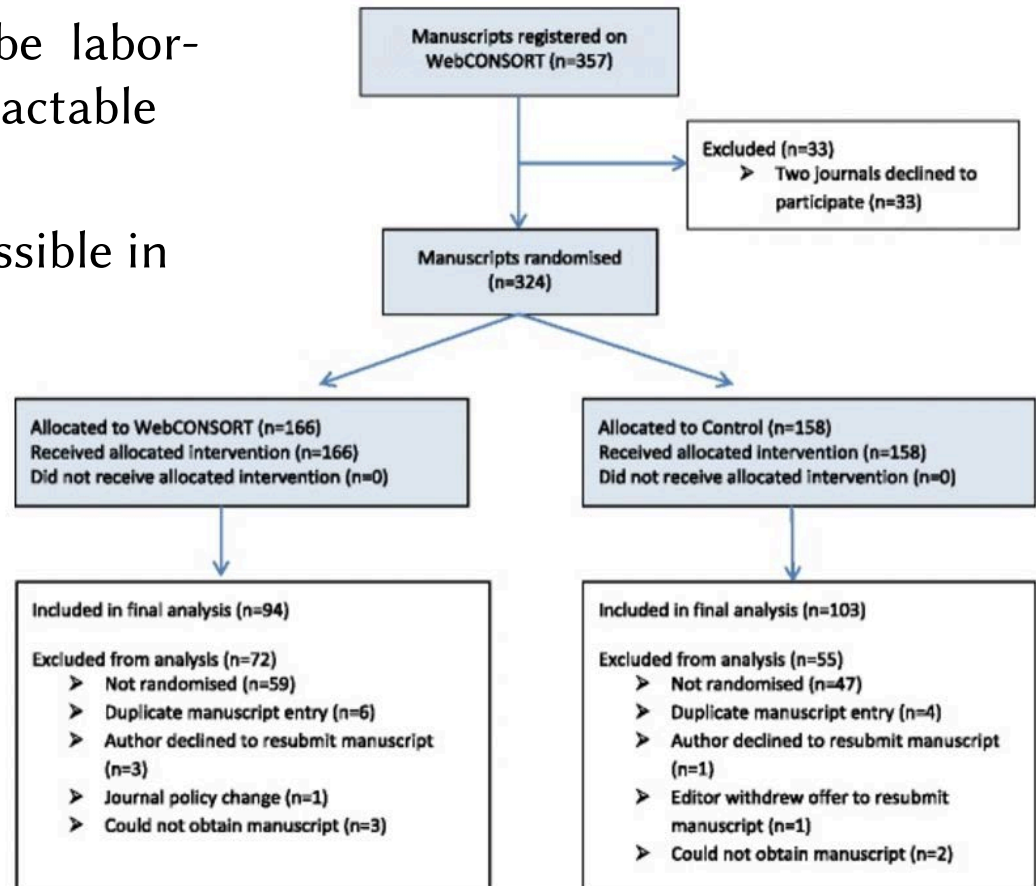 be labor-
actable
ssible in
Manuscripts registered on
WebCONSORT (n=357)
Excluded (n=33)
➤ Two journals declined to
participate (n=33)
Manuscripts randomised
(n=324)
Allocated to WebCONSORT (n=166)
Received allocated intervention (n=166)
Did not receive allocated intervention (n=0)
Allocated to Control (n=158)
Received allocated intervention (n=158)
Did not receive allocated intervention (n=0)
Included in final analysis (n=94)
Excluded from analysis (n=72)
➤ Not randomised (n=59)
➤ Duplicate manuscript entry (n=6)
➤ Author declined to resubmit manuscript
(n=3)
➤ Journal policy change (n=1)
➤ Could not obtain manuscript (n=3)
Included in final analysis (n=103)
Excluded from analysis (n=55)
➤ Not randomised (n=47)
➤ Duplicate manuscript entry (n=4)
➤ Author declined to resubmit manuscript
(n=1)
➤ Editor withdrew offer to resubmit
manuscript (n=1)
➤ Could not obtain manuscript (n=2)